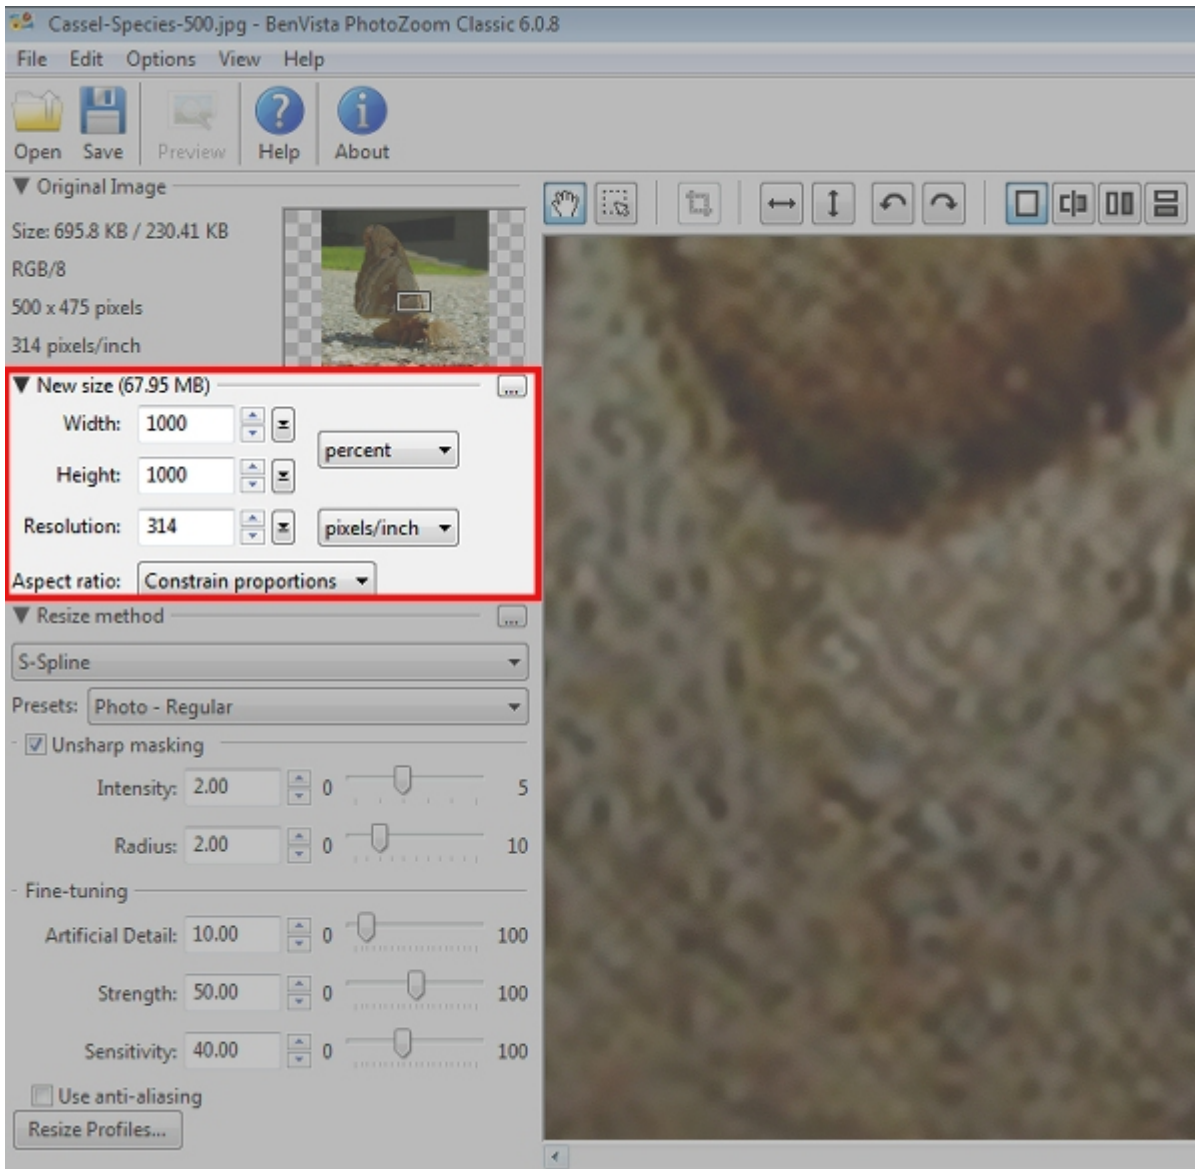 Cassel-Species-500.jpg - BenVista PhotoZoom Classic 6.0.8
File Edit Options View Help
Open Save Preview Help About
Original Image
Size: 695.8 KB / 230.41 KB
RGB/8
500 x 475 pixels
314 pixels/inch
New size (67.95 MB) ...
Width: 1000
percent
Height: 1000
Resolution: 314 pixels/inch
Aspect ratio: Constrain proportions
Resize method ...
S-Spline
Presets: Photo - Regular
Unsharp masking
Intensity: 2.00 0 5
Radius: 2.00 0 10
Fine-tuning
Artificial Detail: 10.00 0 100
Strength: 50.00 0 100
Sensitivity: 40.00 0 100
Use anti-aliasing
Resize Profiles...